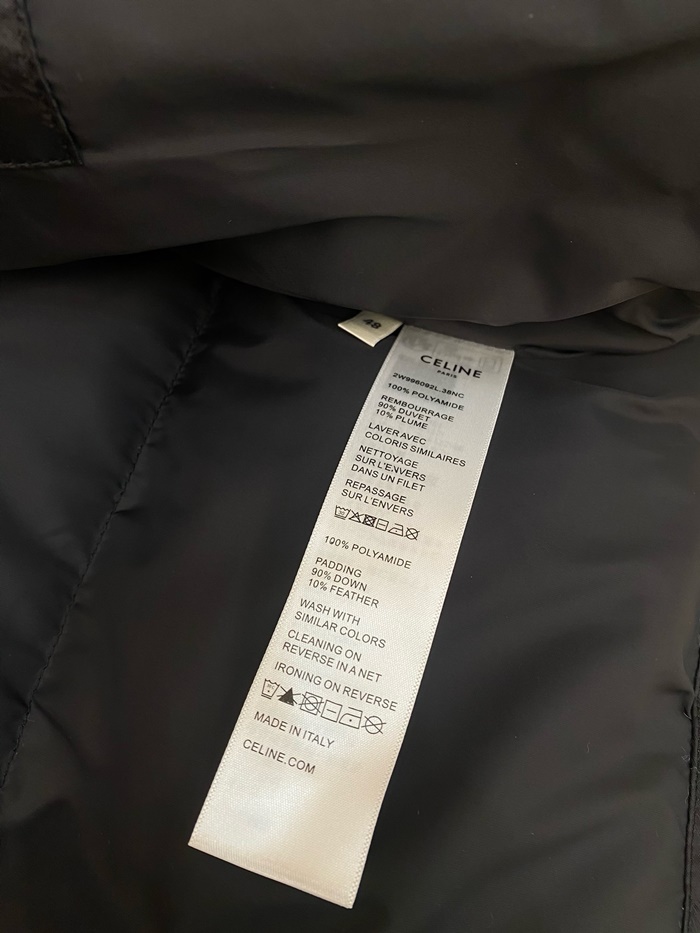 48
CELINE
PARIS
2W996092L.38NC
100% POLYAMIDE
REMBOURRAGE
90% DUVET
10% PLUME
LAVER AVEC
COLORIS SIMILAIRES
NETTOYAGE
SUR L'ENVERS
DANS UN FILET
REPASSAGE
SUR L'ENVERS
100% POLYAMIDE
PADDING
90% DOWN
10% FEATHER
WASH WITH
SIMILAR COLORS
CLEANING ON
REVERSE IN A NET
IRONING ON REVERSE
MADE IN ITALY
CELINE.COM